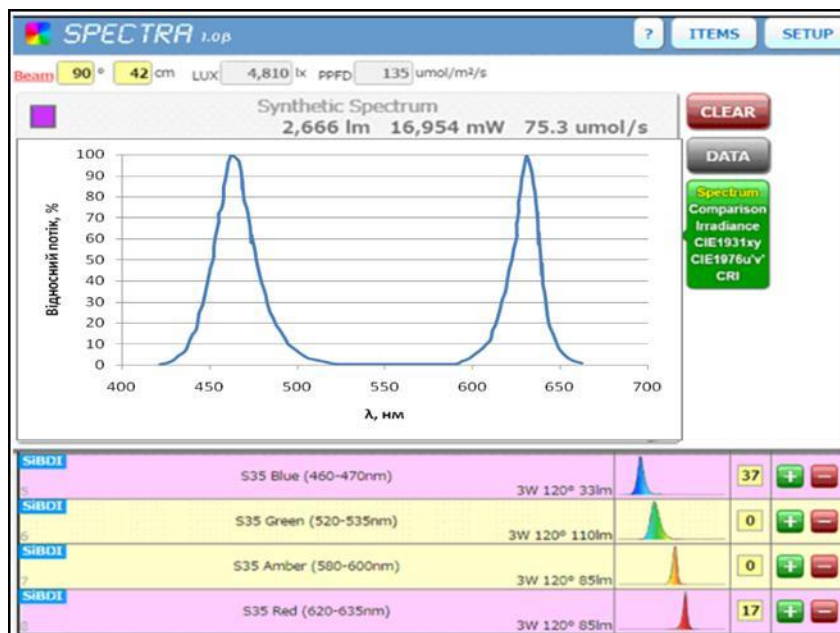 SPECTRA 1.0β
? ITEMS SETUP
Beam 90 ° 42 cm LUX 4,810 lx PPFD 135 umol/m²/s
Synthetic Spectrum
2,666 lm 16,954 mW 75.3 umol/s
CLEAR
DATA
Spectrum
Comparison
Irradiance
CIE1931xy
CIE1976u'v'
CRI
Відносний потік, %
100
90
80
70
60
50
40
30
20
10
0
400 450 500 550 600 650 700
λ, нм
SiBDI
5 S35 Blue (460-470nm) 3W 120° 33lm 37 + −
SiBDI
6 S35 Green (520-535nm) 3W 120° 110lm 0 + −
SiBDI
7 S35 Amber (580-600nm) 3W 120° 85lm 0 + −
SiBDI
8 S35 Red (620-635nm) 3W 120° 85lm 17 + −